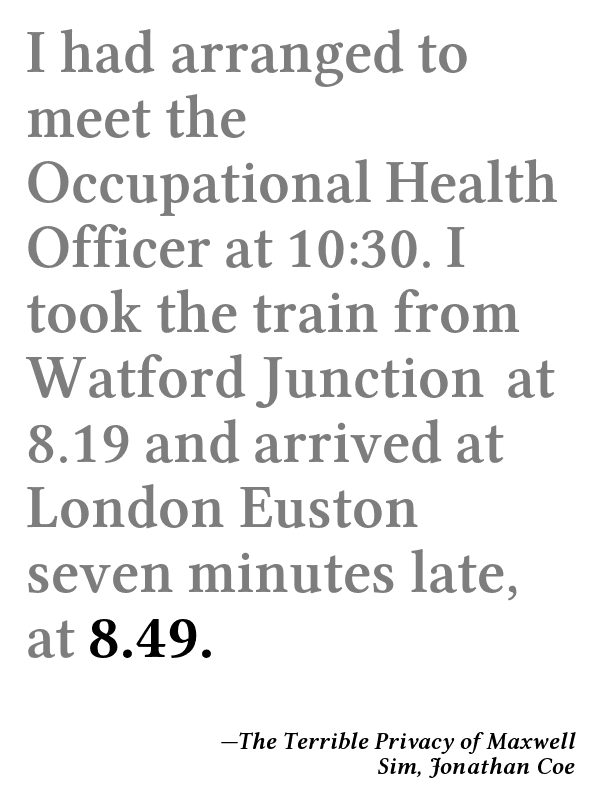 I had arranged to
meet the
Occupational Health
Officer at 10:30. I
took the train from
Watford Junction at
8.19 and arrived at
London Euston
seven minutes late,
at 8.49.
—The Terrible Privacy of Maxwell
Sim, Jonathan Coe